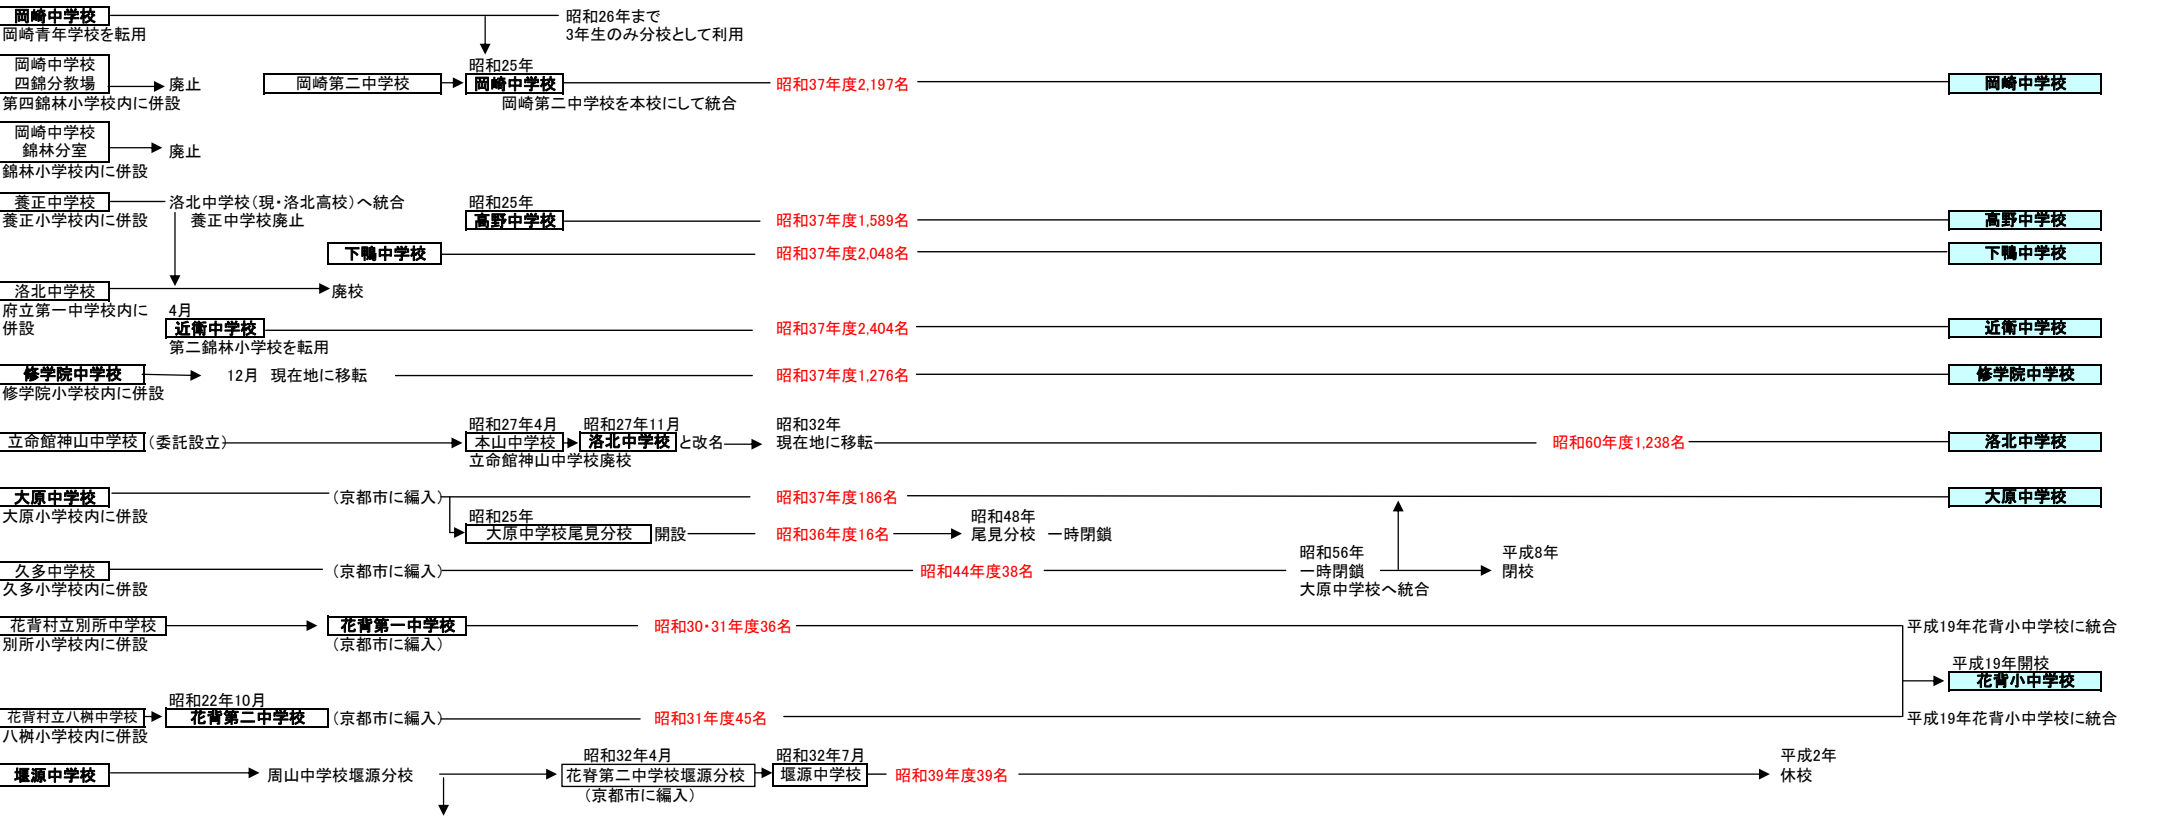 岡崎中学校
昭和26年まで
岡崎青年学校を転用
3年生のみ分校として利用
岡崎中学校
四錦分教場
廃止
第四錦林小学校内に併設
岡崎第二中学校
昭和25年
岡崎中学校
岡崎第二中学校を本校にして統合
昭和37年度2,197名
岡崎中学校
岡崎中学校
錦林分室
廃止
錦林小学校内に併設
養正中学校
洛北中学校(現・洛北高校)へ統合
養正小学校内に併設
養正中学校廃止
昭和25年
高野中学校
昭和37年度1,589名
高野中学校
下鴨中学校
昭和37年度2,048名
下鴨中学校
洛北中学校
廃校
府立第一中学校内に
併設
4月
近衛中学校
第二錦林小学校を転用
昭和37年度2,404名
近衛中学校
修学院中学校
12月 現在地に移転
昭和37年度1,276名
修学院中学校
修学院小学校内に併設
立命館神山中学校
(委託設立)
昭和27年4月
本山中学校
立命館神山中学校廃校
昭和27年11月
洛北中学校
と改名
昭和32年
現在地に移転
昭和60年度1,238名
洛北中学校
大原中学校
(京都市に編入)
昭和37年度186名
大原中学校
大原小学校内に併設
昭和25年
大原中学校尾見分校
開設
昭和36年度16名
昭和48年
尾見分校 一時閉鎖
久多中学校
(京都市に編入)
昭和44年度38名
昭和56年
一時閉鎖
大原中学校へ統合
平成8年
閉校
久多小学校内に併設
花背村立別所中学校
花背第一中学校
昭和30・31年度36名
平成19年花背小中学校に統合
別所小学校内に併設
(京都市に編入)
平成19年開校
花背小中学校
昭和22年10月
花背村立八桝中学校
花背第二中学校
(京都市に編入)
昭和31年度45名
平成19年花背小中学校に統合
八桝小学校内に併設
堰源中学校
周山中学校堰源分校
昭和32年4月
花脊第二中学校堰源分校
(京都市に編入)
昭和32年7月
堰源中学校
昭和39年度39名
平成2年
休校